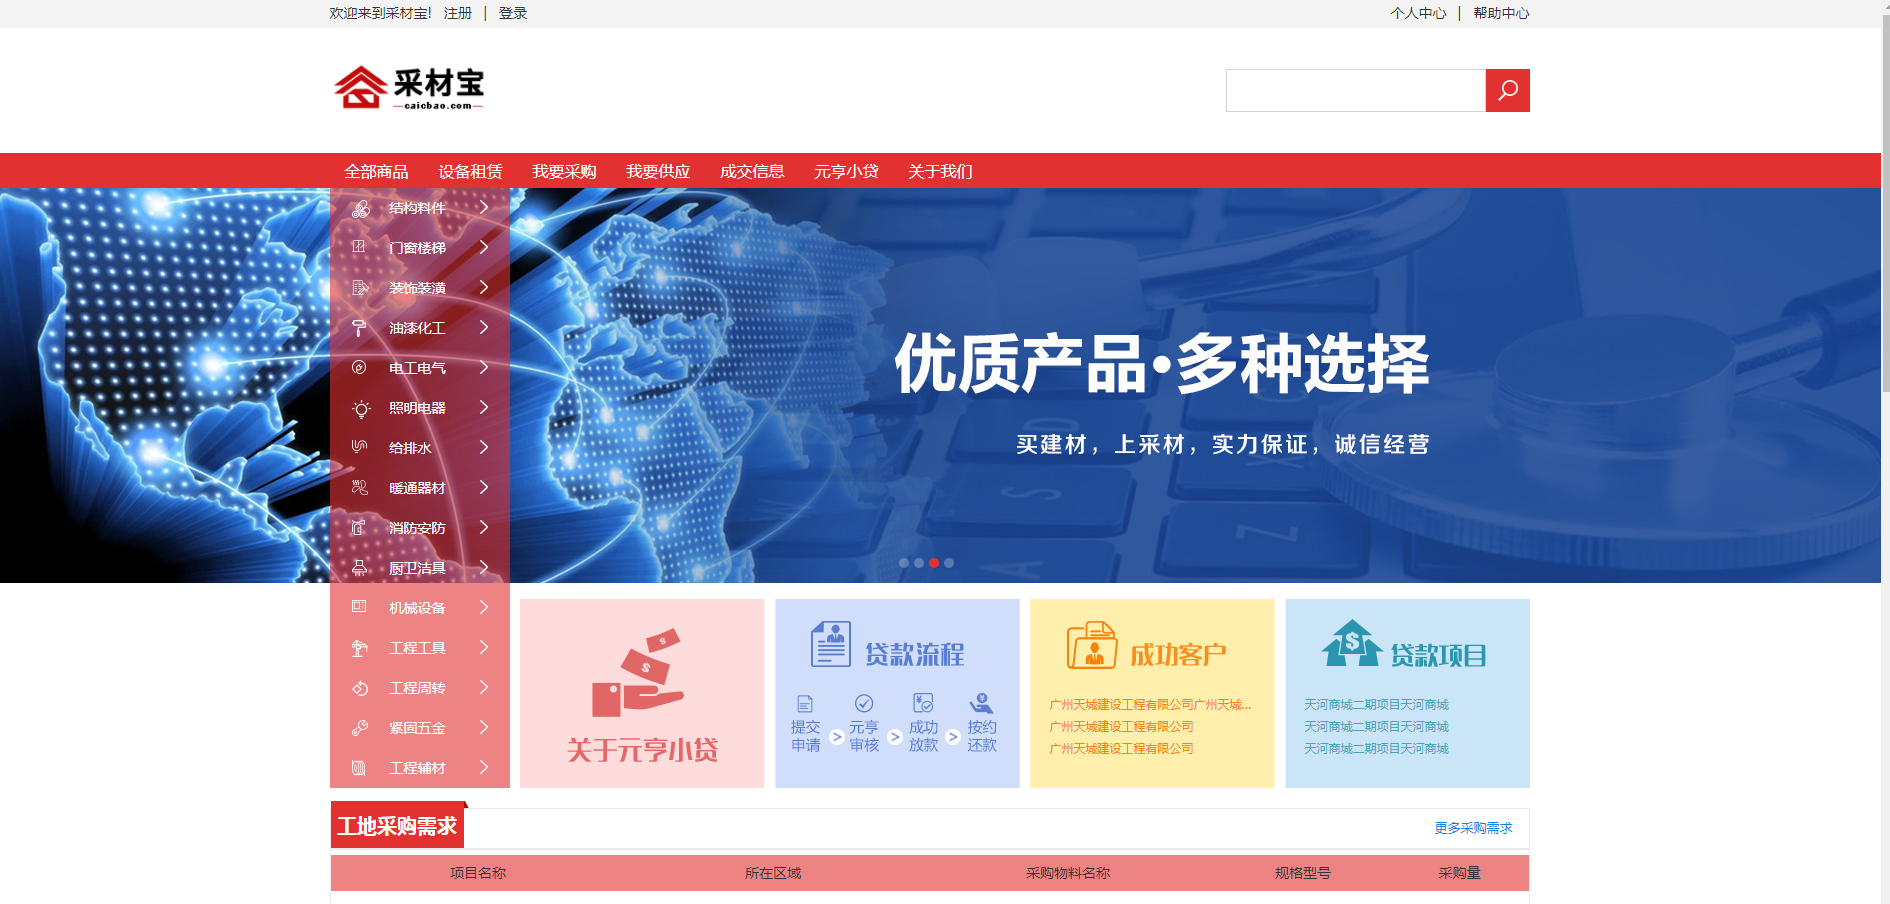 欢迎来到采材宝! 注册 | 登录
个人中心 | 帮助中心
采材宝
caicbao.com
全部商品 设备租赁 我要采购 我要供应 成交信息 元亨小贷 关于我们
结构料件
门窗楼梯
装饰装潢
油漆化工
电工电气
照明电器
给排水
暖通器材
消防安防
厨卫洁具
机械设备
工程工具
工程周转
紧固五金
工程辅材
优质产品•多种选择
买建材，上采材，实力保证，诚信经营
关于元亨小贷
贷款流程
提交申请 > 元亨审核 > 成功放款 > 按约还款
成功客户
广州天城建设工程有限公司广州天城...
广州天城建设工程有限公司
广州天城建设工程有限公司
贷款项目
天河商城二期项目天河商城
天河商城二期项目天河商城
天河商城二期项目天河商城
工地采购需求
更多采购需求
项目名称 所在区域 采购物料名称 规格型号 采购量